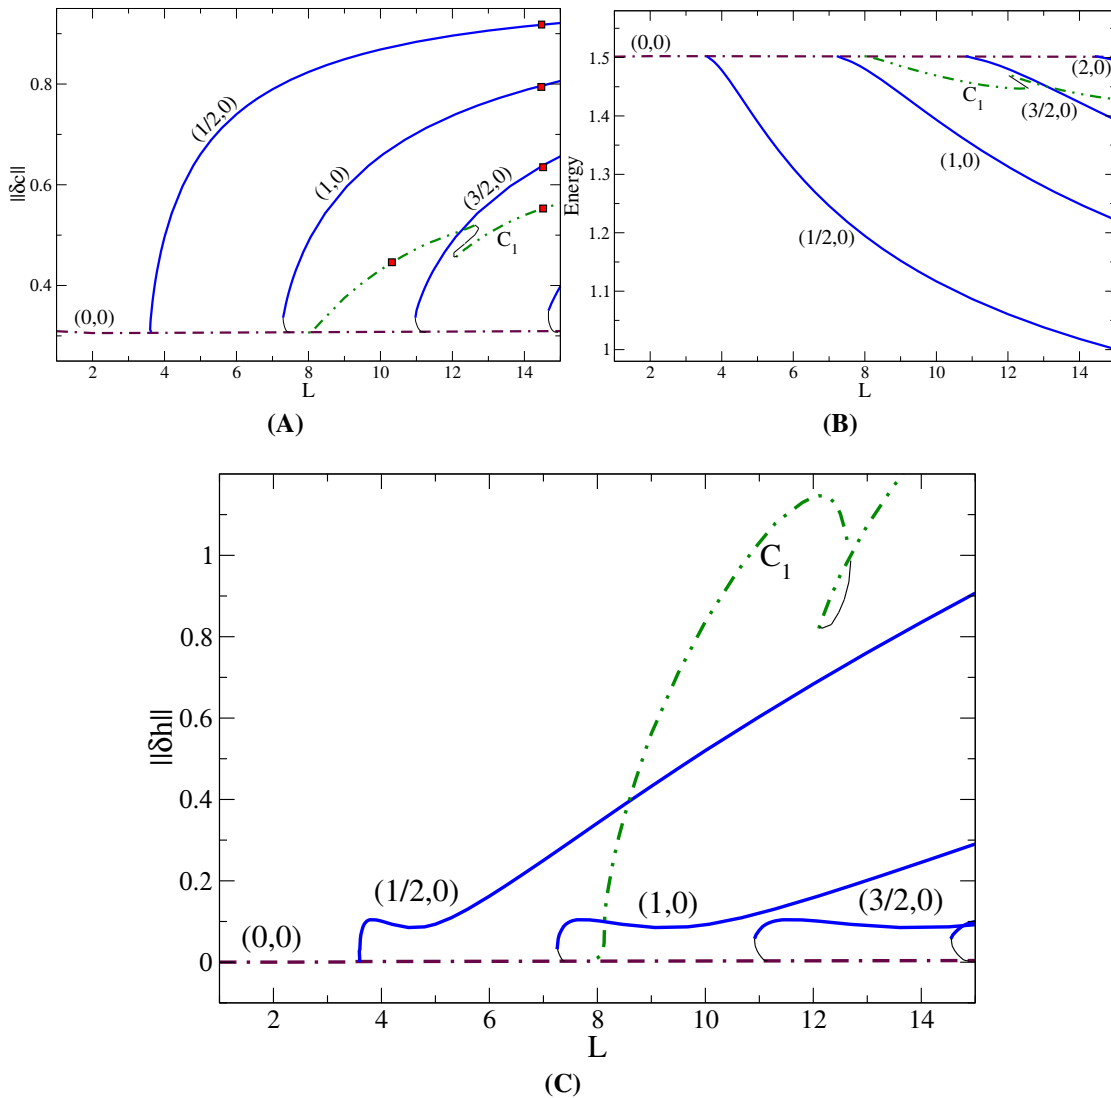 0.8
0.6
0.4
||δc||
(1/2,0)
(1,0)
(3/2,0)
C1
(0,0)
2 4 6 8 10 12 14
L
(A)
1.5
1.4
1.3
1.2
1.1
1
Energy
(0,0)
(2,0)
C1
(3/2,0)
(1,0)
(1/2,0)
2 4 6 8 10 12 14
L
(B)
1
0.8
0.6
0.4
0.2
0
||δh||
C1
(1/2,0)
(1,0)
(3/2,0)
(0,0)
2 4 6 8 10 12 14
L
(C)